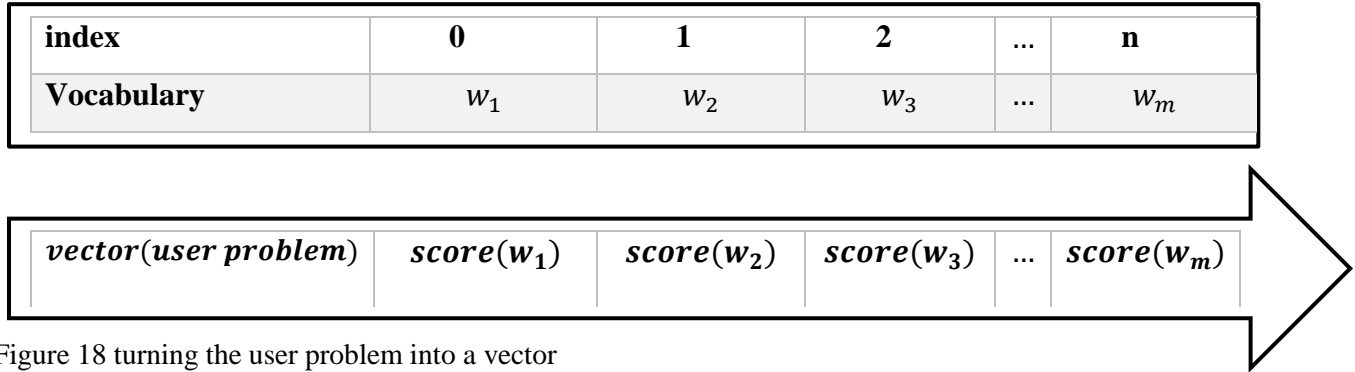 index 0 1 2 ... n
Vocabulary w₁ w₂ w₃ ... wₘ
vector(user problem) score(w₁) score(w₂) score(w₃) ... score(wₘ)
Figure 18 turning the user problem into a vector